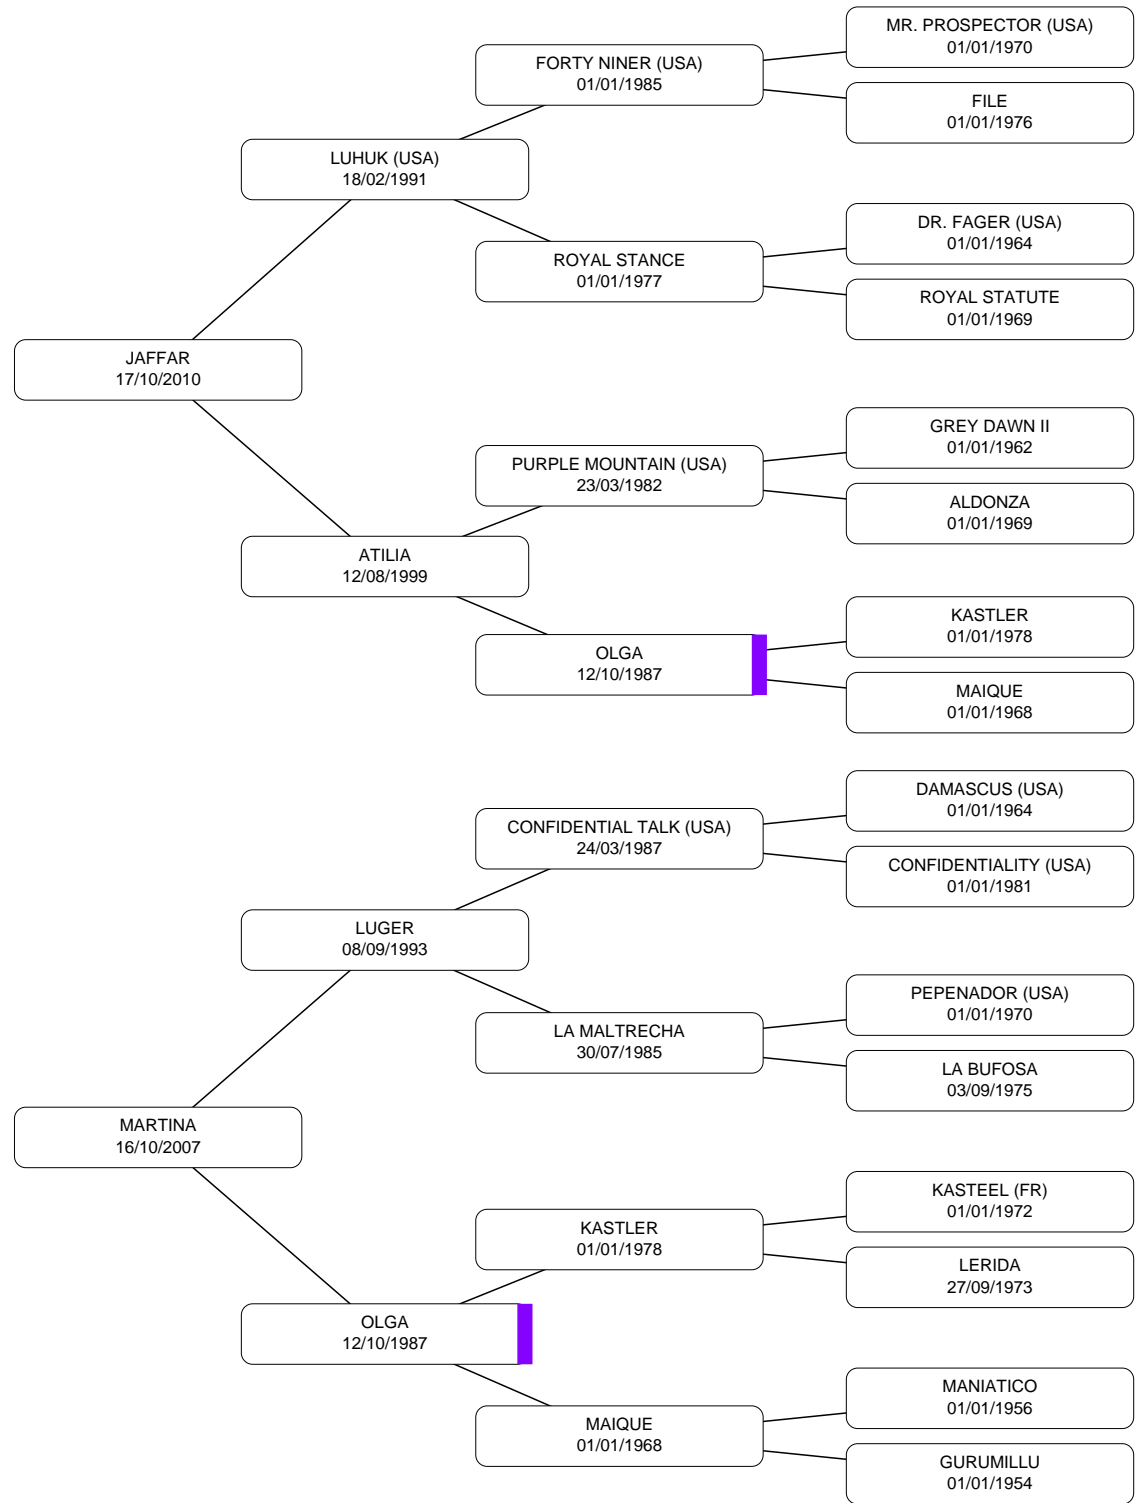 MR. PROSPECTOR (USA)
01/01/1970
FORTY NINER (USA)
01/01/1985
FILE
01/01/1976
LUHUK (USA)
18/02/1991
DR. FAGER (USA)
01/01/1964
ROYAL STANCE
01/01/1977
ROYAL STATUTE
01/01/1969
JAFFAR
17/10/2010
GREY DAWN II
01/01/1962
PURPLE MOUNTAIN (USA)
23/03/1982
ALDONZA
01/01/1969
ATILIA
12/08/1999
KASTLER
01/01/1978
OLGA
12/10/1987
MAIQUE
01/01/1968
DAMASCUS (USA)
01/01/1964
CONFIDENTIAL TALK (USA)
24/03/1987
CONFIDENTIALITY (USA)
01/01/1981
LUGER
08/09/1993
PEPENADOR (USA)
01/01/1970
LA MALTRECHA
30/07/1985
LA BUFOSA
03/09/1975
MARTINA
16/10/2007
KASTEEL (FR)
01/01/1972
KASTLER
01/01/1978
LERIDA
27/09/1973
OLGA
12/10/1987
MANIATICO
01/01/1956
MAIQUE
01/01/1968
GURUMILLU
01/01/1954